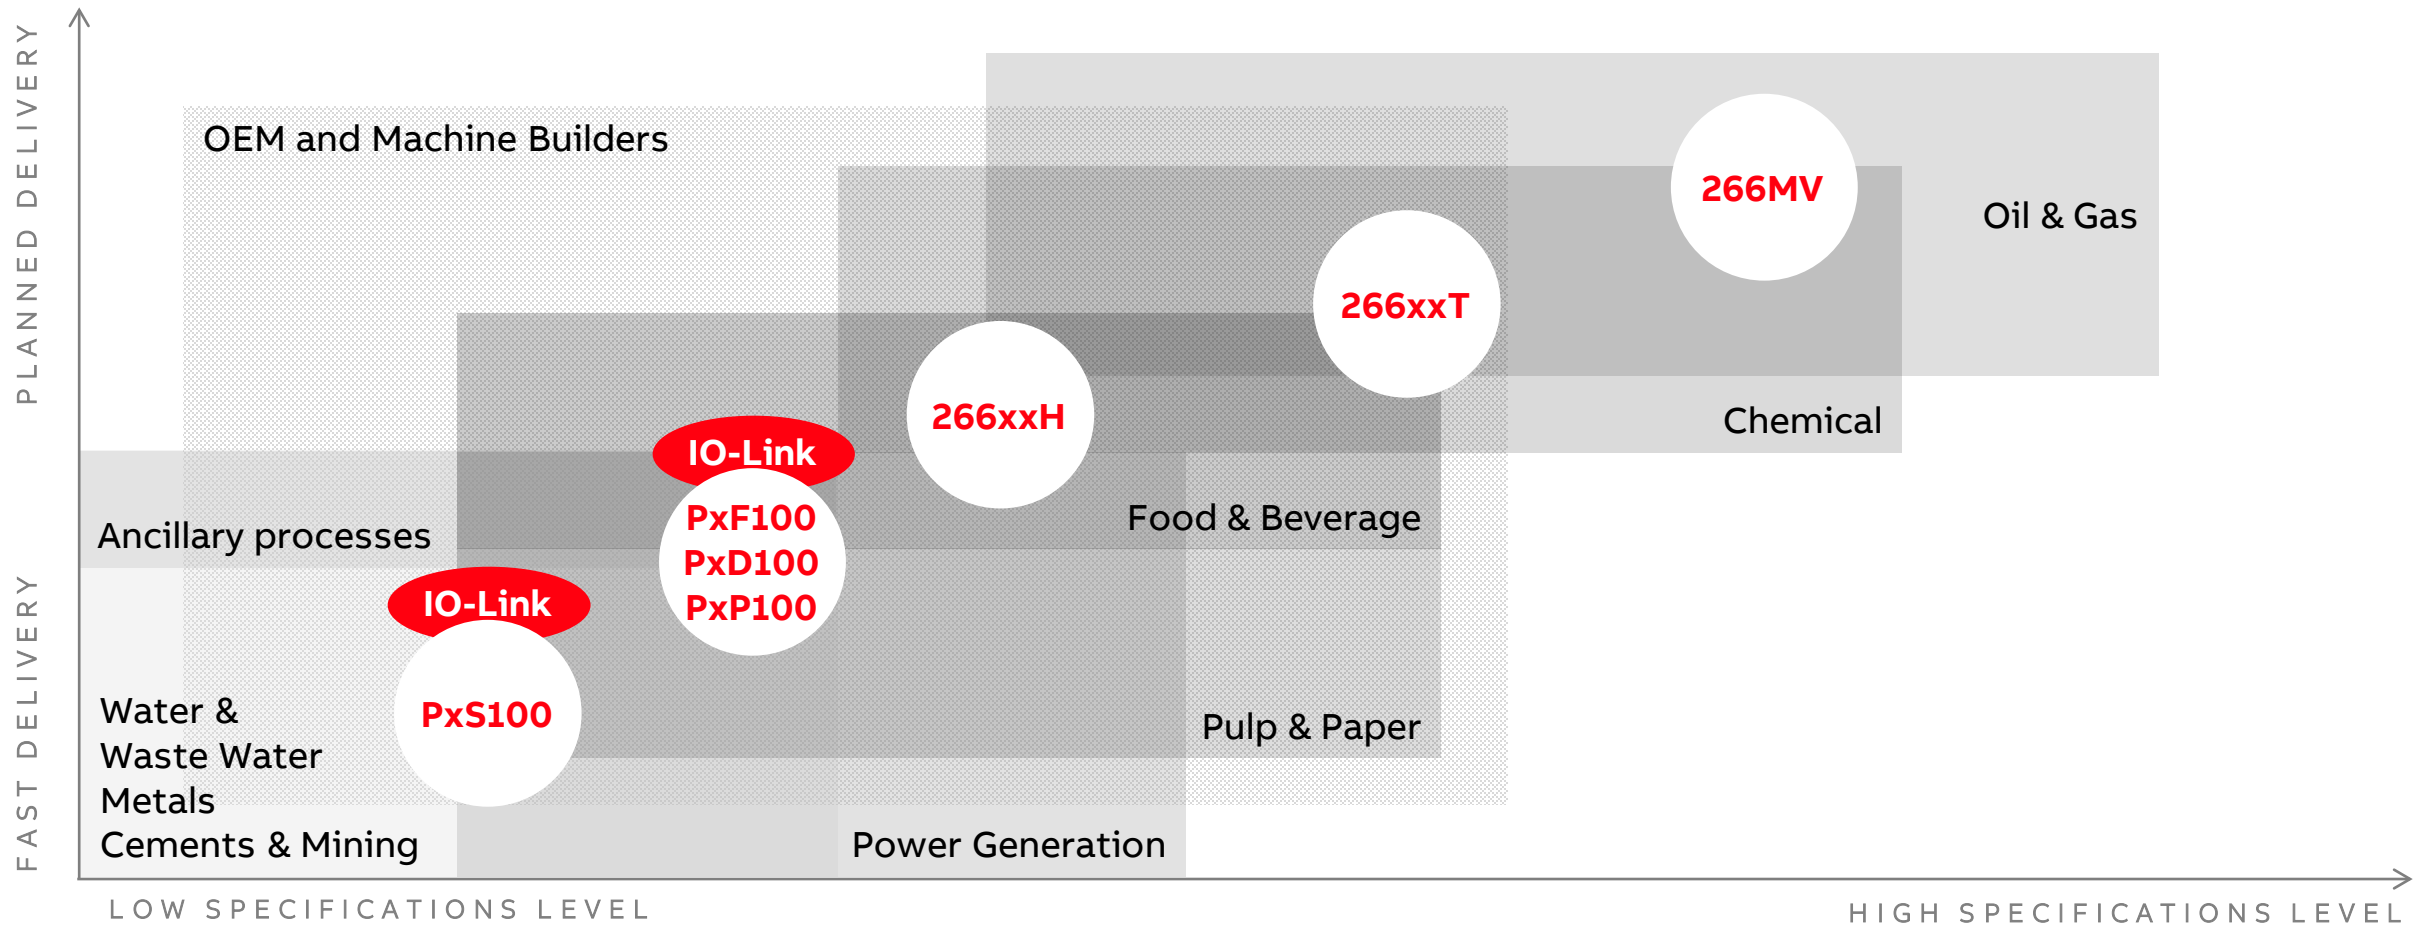 PLANNED DELIVERY
FAST DELIVERY
OEM and Machine Builders
266MV
Oil & Gas
266xxT
266xxH
Chemical
IO-Link
PxF100
PxD100
PxP100
Food & Beverage
Ancillary processes
IO-Link
PxS100
Water &
Waste Water
Metals
Cements & Mining
Pulp & Paper
Power Generation
LOW SPECIFICATIONS LEVEL
HIGH SPECIFICATIONS LEVEL